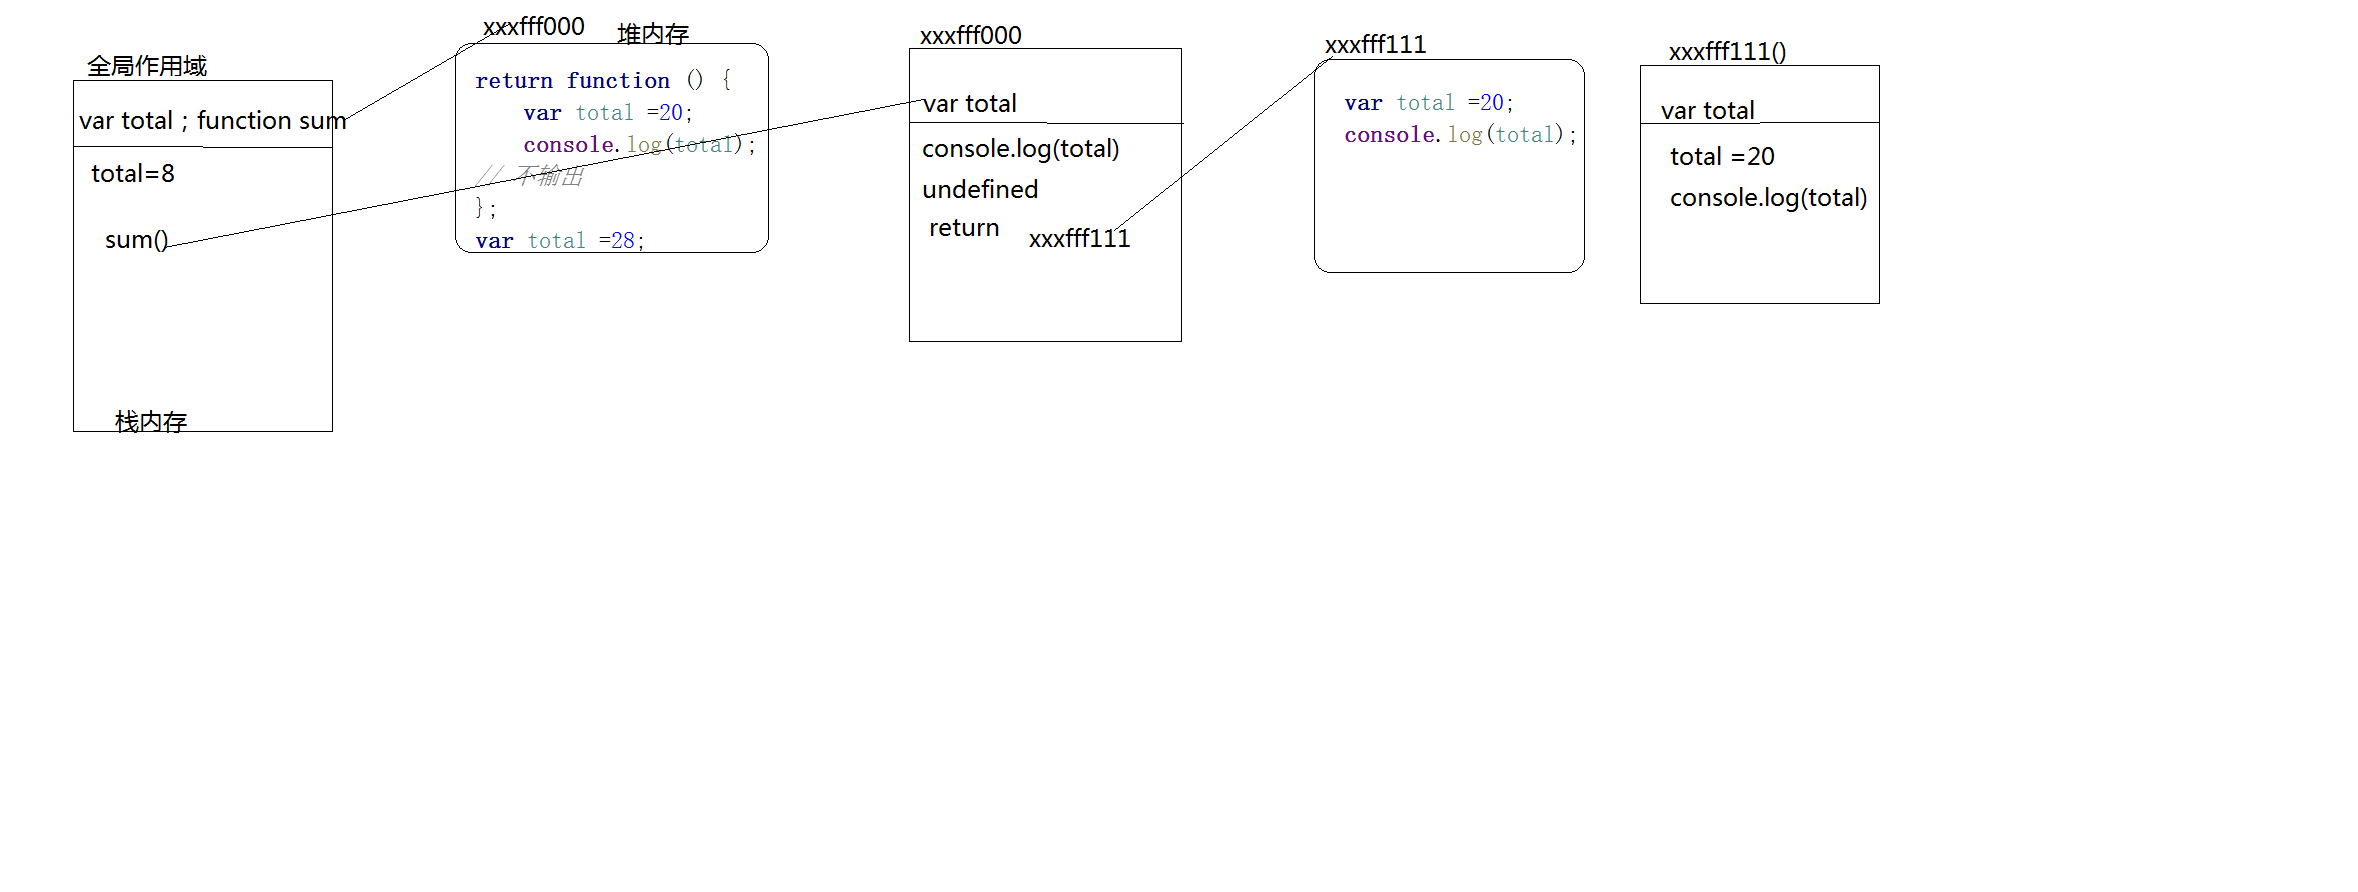 全局作用域
var total ; function sum
total=8
sum()
栈内存
xxxfff000
堆内存
return function () {
var total =20;
console.log(total);
// 不输出
};
var total =28;
xxxfff000
var total
console.log(total)
undefined
return xxxfff111
xxxfff111
var total =20;
console.log(total);
xxxfff111()
var total
total =20
console.log(total)